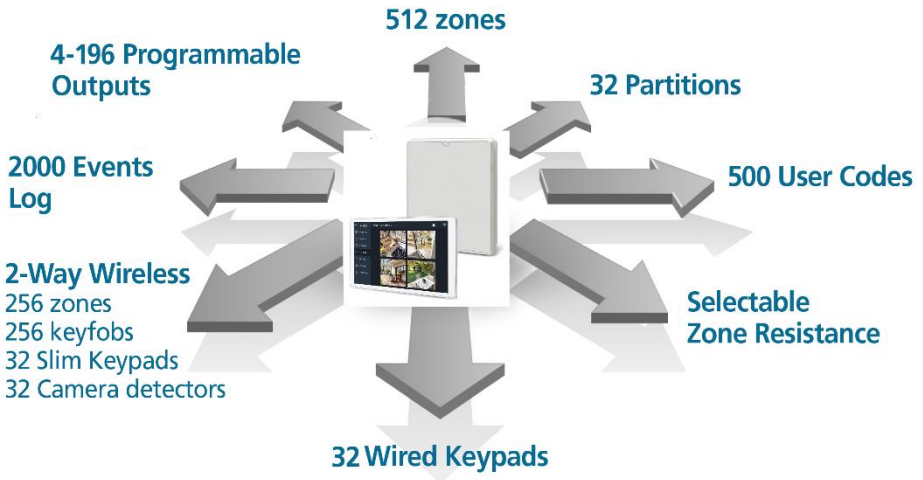 512 zones
4-196 Programmable
Outputs
32 Partitions
2000 Events
Log
500 User Codes
2-Way Wireless
256 zones
256 keyfobs
32 Slim Keypads
32 Camera detectors
Selectable
Zone Resistance
32 Wired Keypads